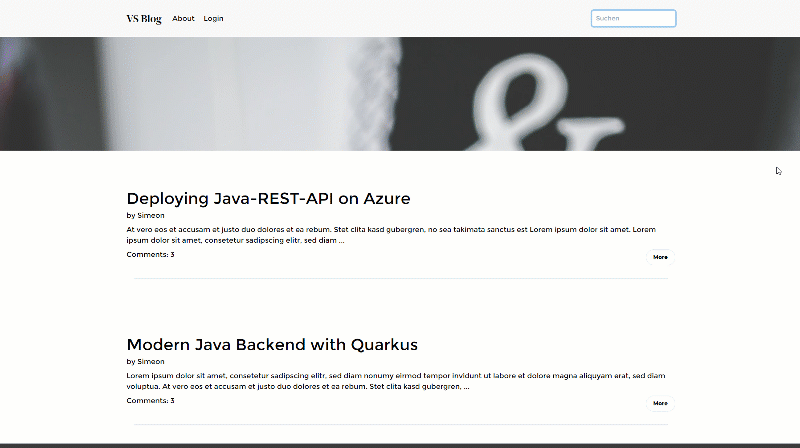 VS Blog About Login Suchen
&
Deploying Java-REST-API on Azure
by Simeon
At vero eos et accusam et justo duo dolores et ea rebum. Stet clita kasd gubergren, no sea takimata sanctus est Lorem ipsum dolor sit amet. Lorem
ipsum dolor sit amet, consetetur sadipscing elitr, sed diam ...
Comments: 3
More
Modern Java Backend with Quarkus
by Simeon
Lorem ipsum dolor sit amet, consetetur sadipscing elitr, sed diam nonumy eirmod tempor invidunt ut labore et dolore magna aliquyam erat, sed diam
voluptua. At vero eos et accusam et justo duo dolores et ea rebum. Stet clita kasd gubergren, ...
Comments: 3
More